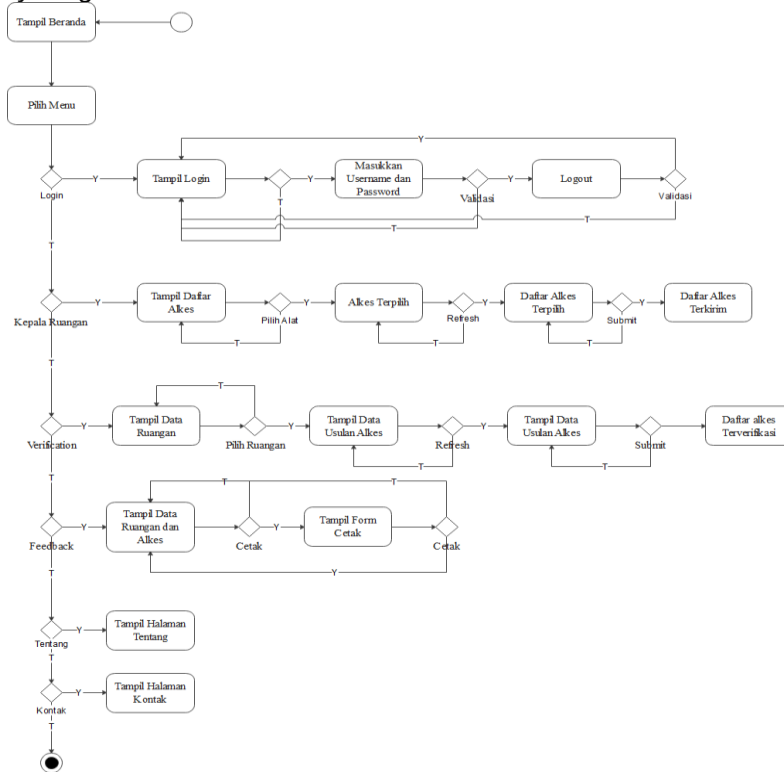 Tampil Beranda
Pilih Menu
Y
Login
Y
Tampil Login
Y
T
Masukkan
Username dan
Password
Validasi
Y
Logout
Validasi
T
T
T
Kepala Ruangan
Y
Tampil Daftar
Alkes
Pilih Alat
Y
T
Alkes Terpilih
Refresh
Y
T
Daftar Alkes
Terpilih
Submit
Y
T
Daftar Alkes
Terkirim
T
T
Verification
Y
Tampil Data
Ruangan
Pilih Ruangan
Y
Tampil Data
Usulan Alkes
Refresh
Y
T
Tampil Data
Usulan Alkes
Submit
T
Daftar alkes
Terverifikasi
T
T
T
Feedback
Y
Tampil Data
Ruangan dan
Alkes
Cetak
Y
Tampil Form
Cetak
Cetak
Y
T
Tentang
Y
Tampil Halaman
Tentang
T
Kontak
Y
Tampil Halaman
Kontak
T